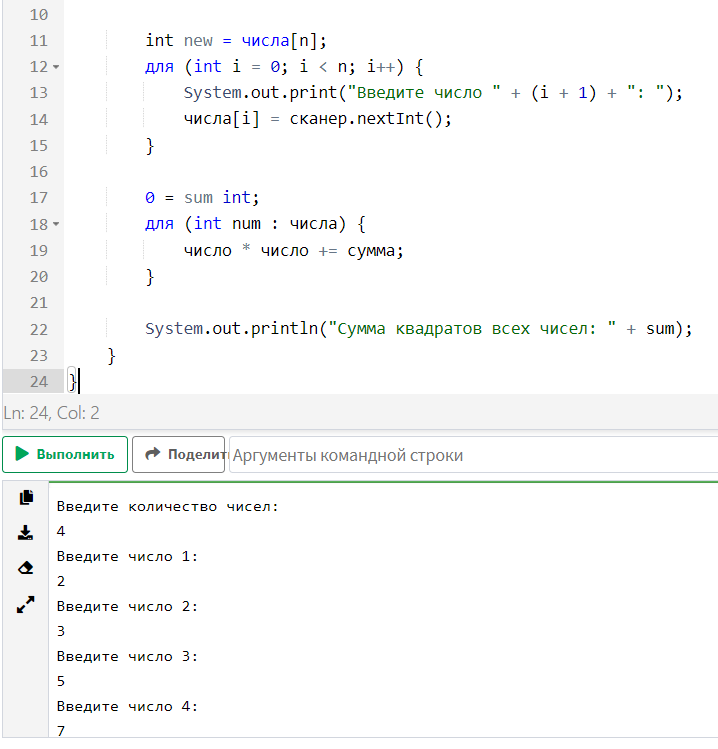 10
11 int new = числа[n];
12 для (int i = 0; i < n; i++) {
13 System.out.print("Введите число " + (i + 1) + ": ");
14 числа[i] = сканер.nextInt();
15 }
16
17 0 = sum int;
18 для (int num : числа) {
19 число * число += сумма;
20 }
21
22 System.out.println("Сумма квадратов всех чисел: " + sum);
23 }
24 }
Ln: 24, Col: 2
Выполнить Поделит Аргументы командной строки
Введите количество чисел:
4
Введите число 1:
2
Введите число 2:
3
Введите число 3:
5
Введите число 4:
7